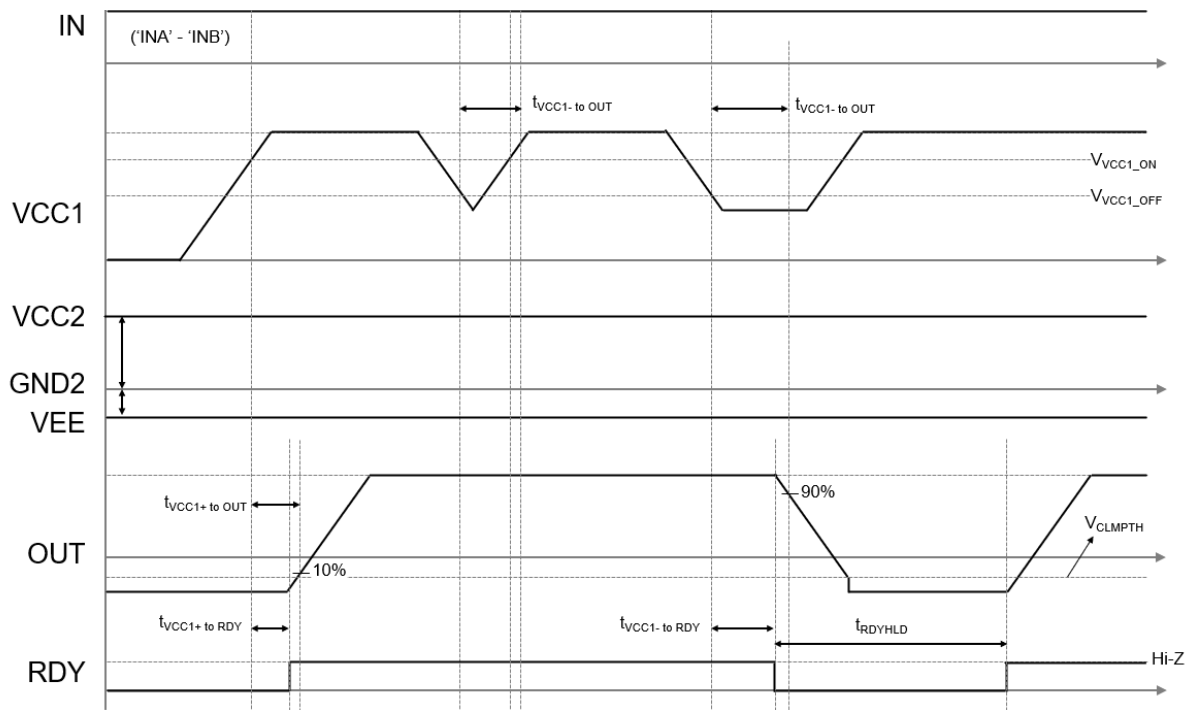 IN
('INA' - 'INB')
tVCC1- to OUT
tVCC1- to OUT
VVCC1_ON
VVCC1_OFF
VCC1
VCC2
GND2
VEE
tVCC1+ to OUT
90%
VCLMPTH
OUT
10%
tVCC1+ to RDY
tVCC1- to RDY
tRDYHLD
Hi-Z
RDY